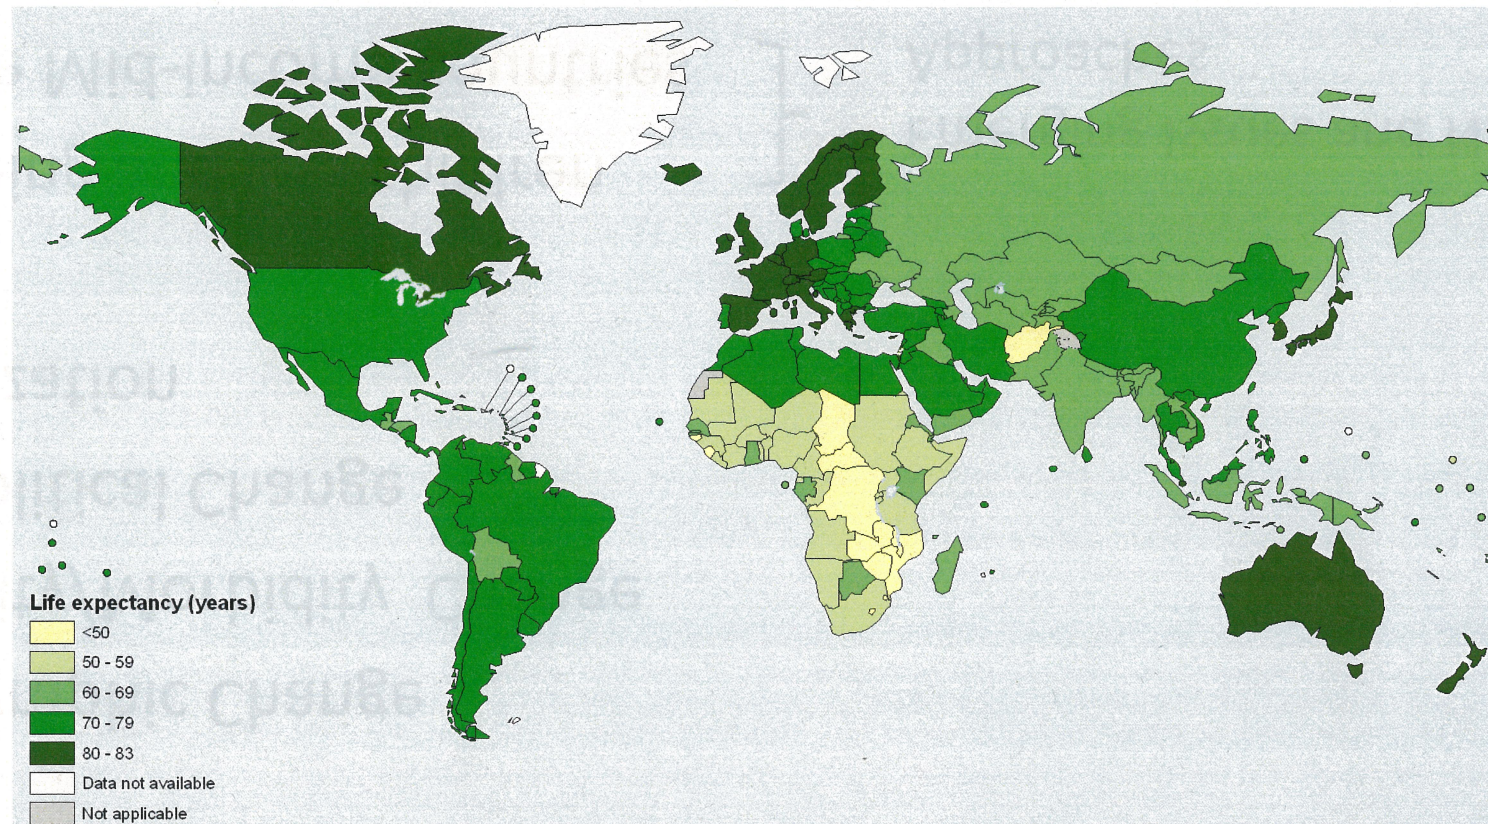 Life expectancy (years)
<50
50 - 59
60 - 69
70 - 79
80 - 83
Data not available
Not applicable